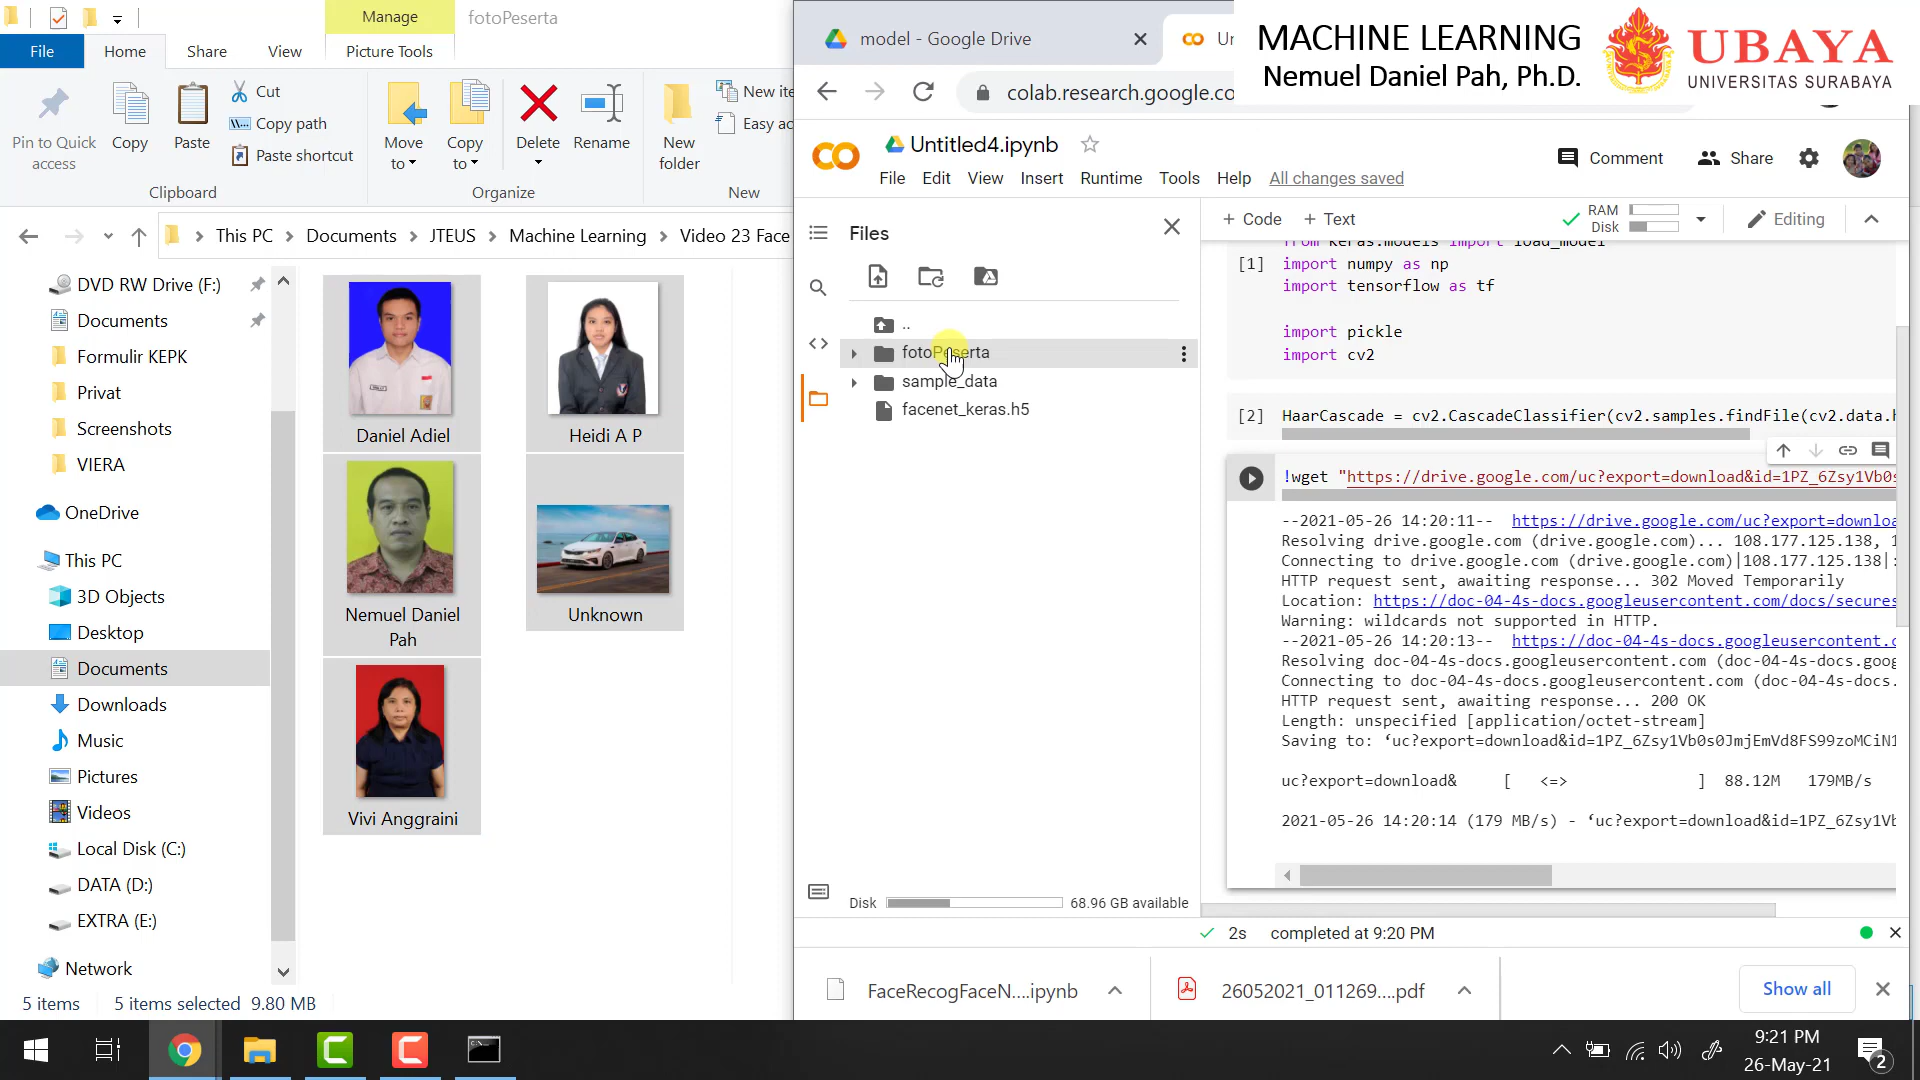 Manage
fotoPeserta
File
Home
Share
View
Picture Tools
Pin to Quick
access
Copy
Paste
Cut
Copy path
Paste shortcut
Move
to
Copy
to
Delete
Rename
New
folder
New ite
Easy ac
Clipboard
Organize
New
This PC
Documents
JTEUS
Machine Learning
Video 23 Face
DVD RW Drive (F:)
Documents
Formulir KEPK
Privat
Screenshots
VIERA
OneDrive
This PC
3D Objects
Desktop
Documents
Downloads
Music
Pictures
Videos
Local Disk (C:)
DATA (D:)
EXTRA (E:)
Network
Daniel Adiel
Heidi A P
Nemuel Daniel
Pah
Unknown
Vivi Anggraini
5 items
5 items selected
9.80 MB
model - Google Drive
MACHINE LEARNING
Nemuel Daniel Pah, Ph.D.
UBAYA
UNIVERSITAS SURABAYA
colab.research.google.co
Untitled4.ipynb
Comment
Share
File
Edit
View
Insert
Runtime
Tools
Help
All changes saved
+ Code
+ Text
RAM
Disk
Editing
Files
..
fotoPeserta
sample_data
facenet_keras.h5
Disk
68.96 GB available
from keras.models import load_model
[1]
import numpy as np
import tensorflow as tf
import pickle
import cv2
[2]
HaarCascade = cv2.CascadeClassifier(cv2.samples.findFile(cv2.data.h
!wget "https://drive.google.com/uc?export=download&id=1PZ_6Zsy1Vb0s
--2021-05-26 14:20:11-- https://drive.google.com/uc?export=downloa
Resolving drive.google.com (drive.google.com)... 108.177.125.138, 1
Connecting to drive.google.com (drive.google.com)|108.177.125.138|:
HTTP request sent, awaiting response... 302 Moved Temporarily
Location: https://doc-04-4s-docs.googleusercontent.com/docs/secures
Warning: wildcards not supported in HTTP.
--2021-05-26 14:20:13-- https://doc-04-4s-docs.googleusercontent.c
Resolving doc-04-4s-docs.googleusercontent.com (doc-04-4s-docs.goog
Connecting to doc-04-4s-docs.googleusercontent.com (doc-04-4s-docs.
HTTP request sent, awaiting response... 200 OK
Length: unspecified [application/octet-stream]
Saving to: ‘uc?export=download&id=1PZ_6Zsy1Vb0s0JmjEmVd8FS99zoMCiN1
uc?export=download& [ <=> ] 88.12M 179MB/s
2021-05-26 14:20:14 (179 MB/s) - ‘uc?export=download&id=1PZ_6Zsy1Vb
2s
completed at 9:20 PM
FaceRecogFaceN....ipynb
26052021_011269....pdf
Show all
9:21 PM
26-May-21
2